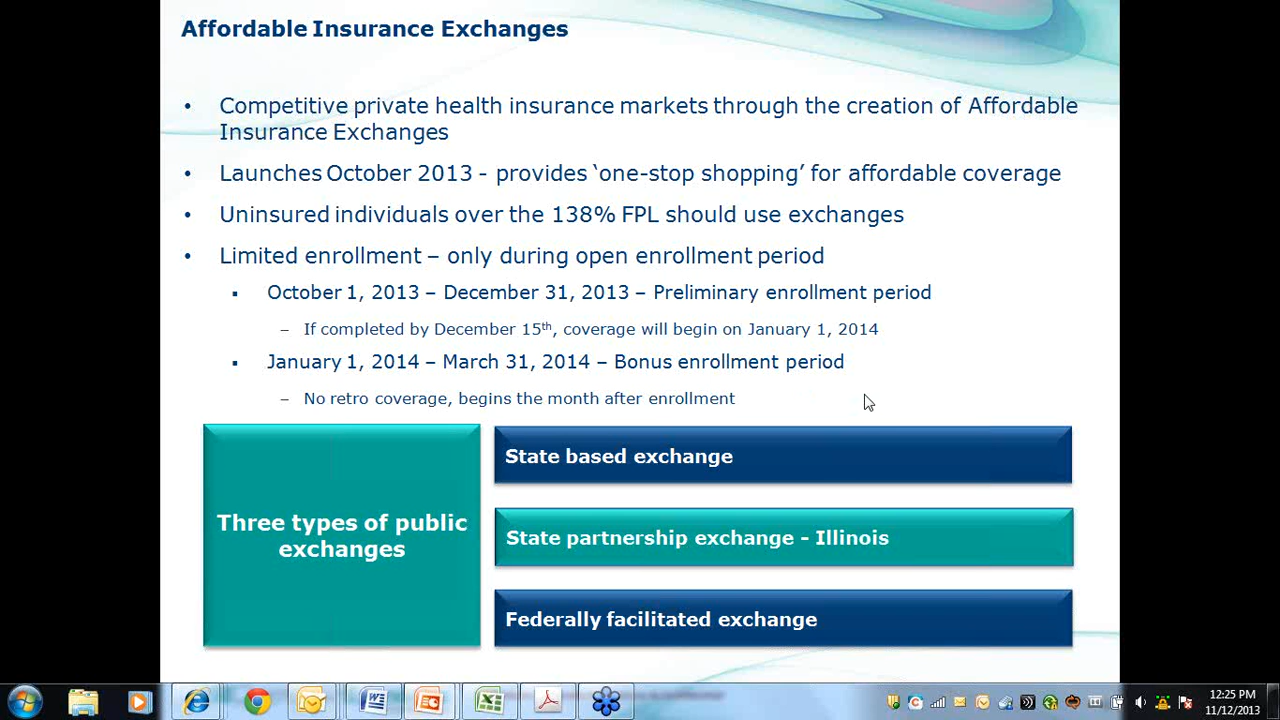 Affordable Insurance Exchanges
• Competitive private health insurance markets through the creation of Affordable
Insurance Exchanges
• Launches October 2013 - provides ‘one-stop shopping’ for affordable coverage
• Uninsured individuals over the 138% FPL should use exchanges
• Limited enrollment – only during open enrollment period
▪ October 1, 2013 – December 31, 2013 – Preliminary enrollment period
– If completed by December 15th, coverage will begin on January 1, 2014
▪ January 1, 2014 – March 31, 2014 – Bonus enrollment period
– No retro coverage, begins the month after enrollment
Three types of public
exchanges
State based exchange
State partnership exchange - Illinois
Federally facilitated exchange
12:25 PM
11/12/2013